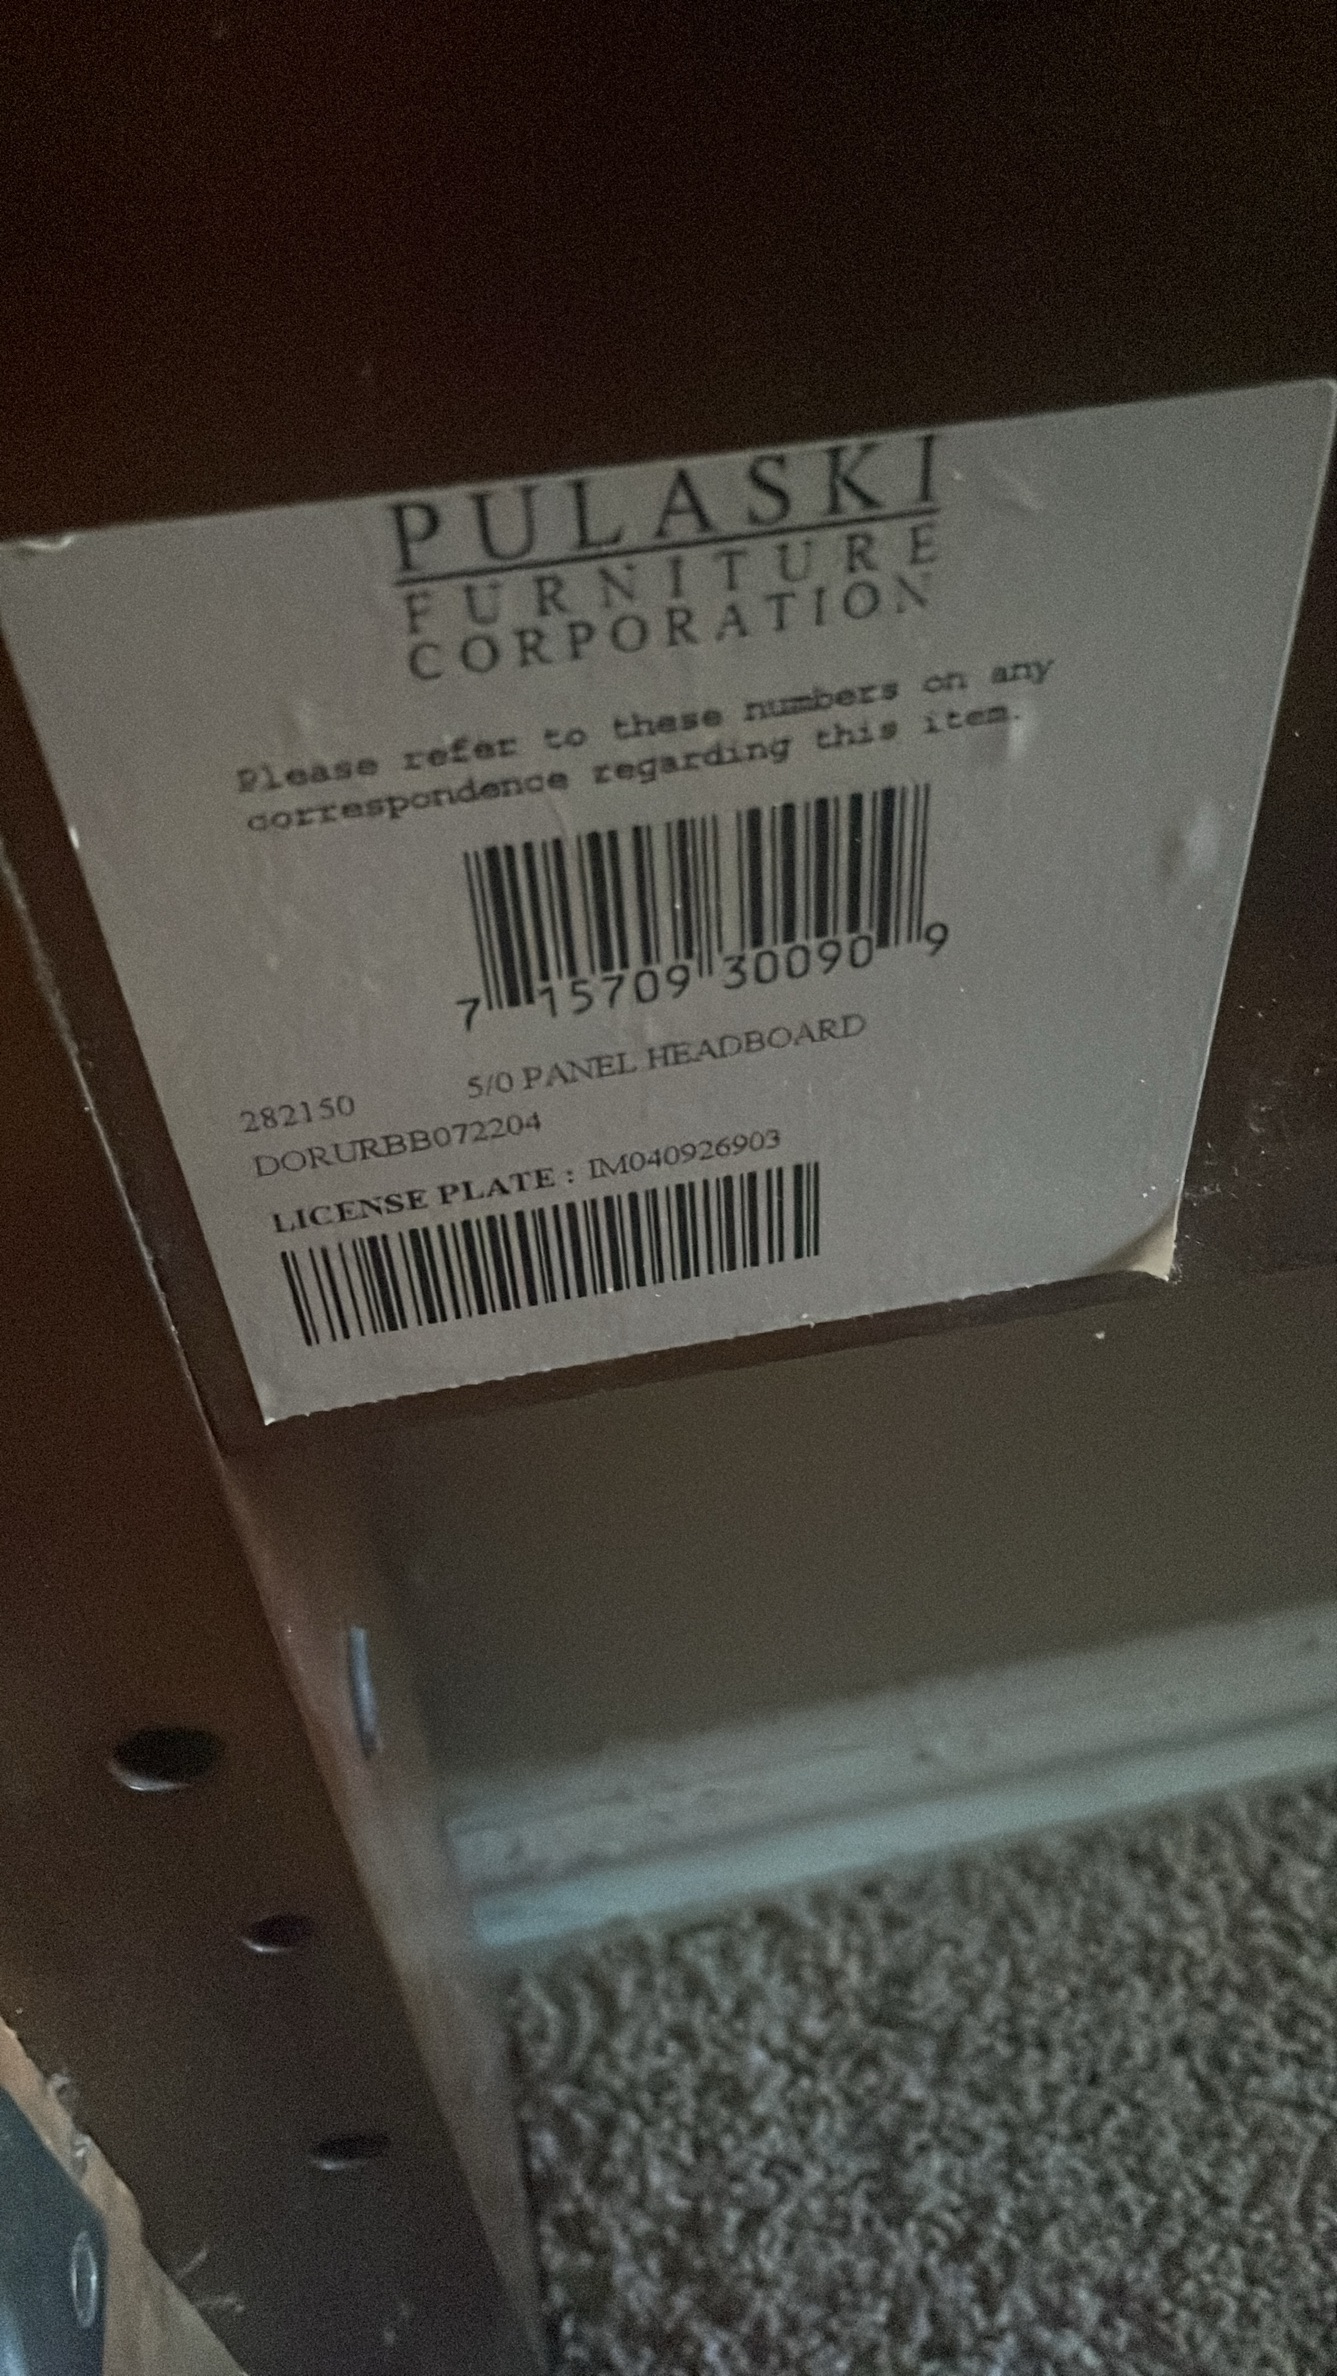 PULASKI
FURNITURE
CORPORATION
Please refer to these numbers on any
correspondence regarding this item.
7 15709 30090 9
5/0 PANEL HEADBOARD
282150
DORURBB072204
LICENSE PLATE : IM040926903